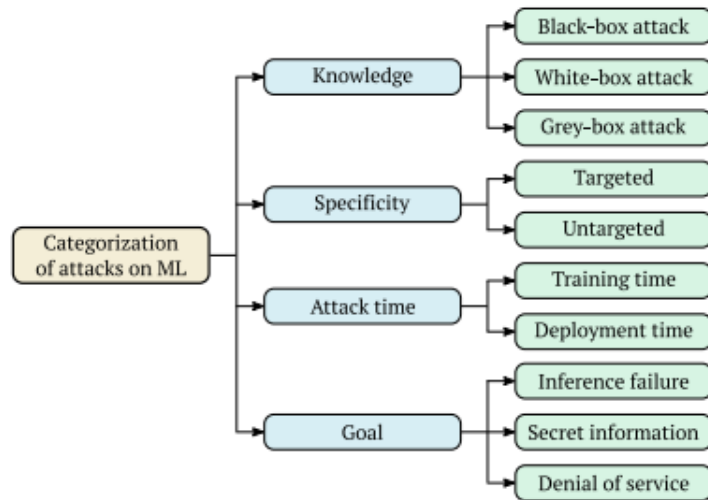 Black-box attack
Knowledge
White-box attack
Grey-box attack
Targeted
Specificity
Untargeted
Categorization
of attacks on ML
Training time
Attack time
Deployment time
Inference failure
Goal
Secret information
Denial of service